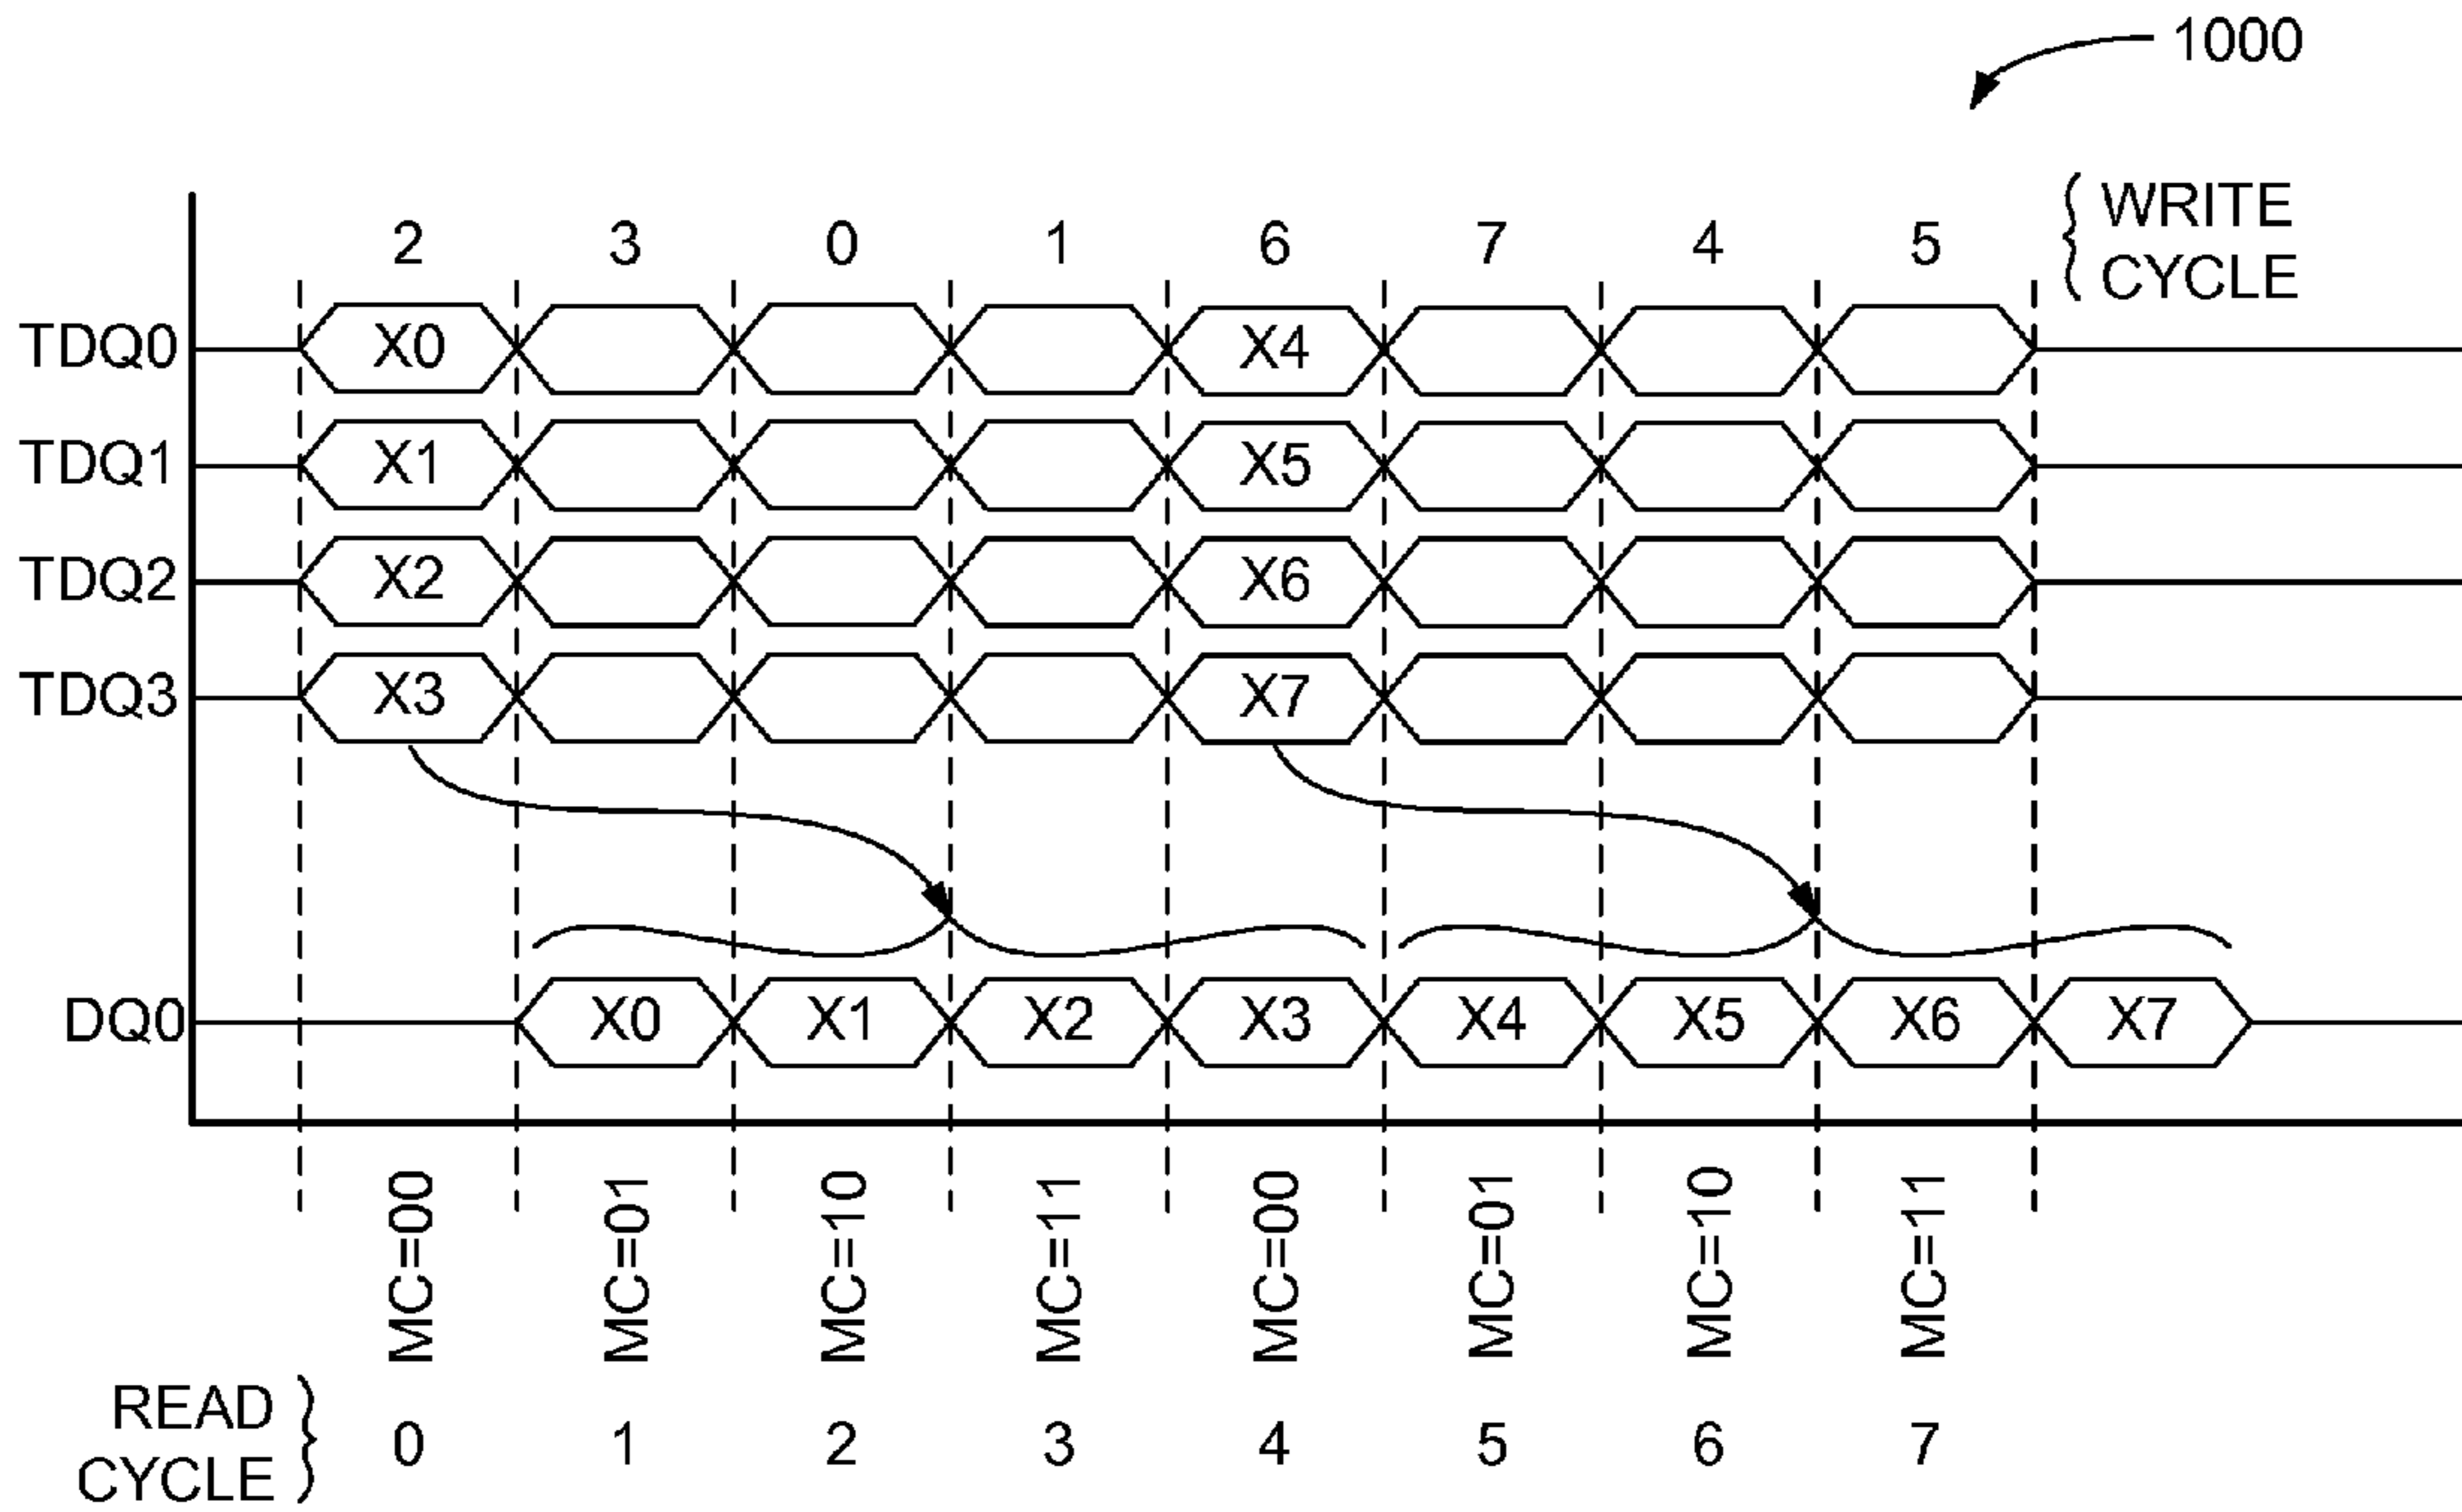 1000
2 3 0 1 6 7 4 5 WRITE
CYCLE
TDQ0 X0 X4
TDQ1 X1 X5
TDQ2 X2 X6
TDQ3 X3 X7
DQ0 X0 X1 X2 X3 X4 X5 X6 X7
MC=00 MC=01 MC=10 MC=11 MC=00 MC=01 MC=10 MC=11
READ
CYCLE 0 1 2 3 4 5 6 7